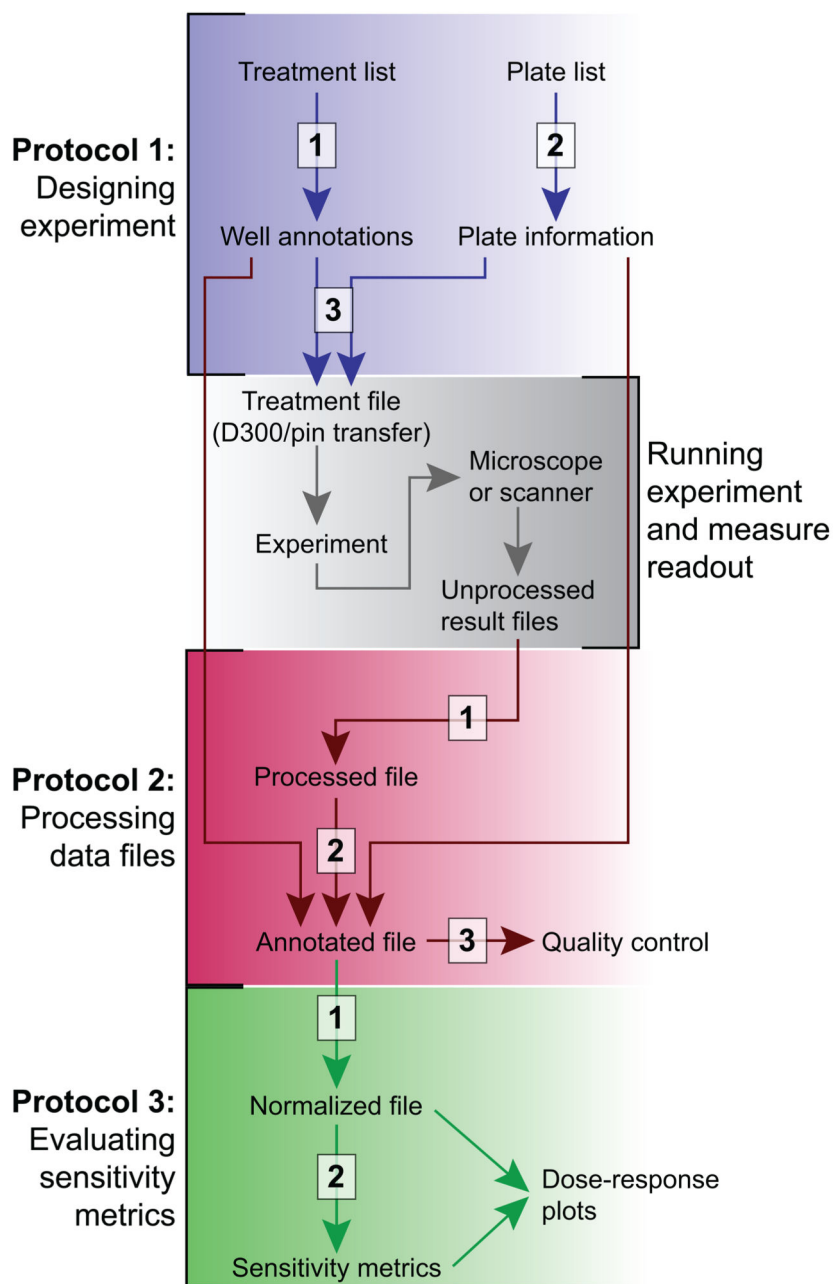 Treatment list
Plate list
1
2
Protocol 1:
Designing
experiment
Well annotations
Plate information
3
Treatment file
(D300/pin transfer)
Microscope
or scanner
Running
experiment
and measure
readout
Experiment
Unprocessed
result files
1
Protocol 2:
Processing
data files
Processed file
2
Annotated file
3
Quality control
1
Protocol 3:
Evaluating
sensitivity
metrics
Normalized file
2
Dose-response
plots
Sensitivity metrics